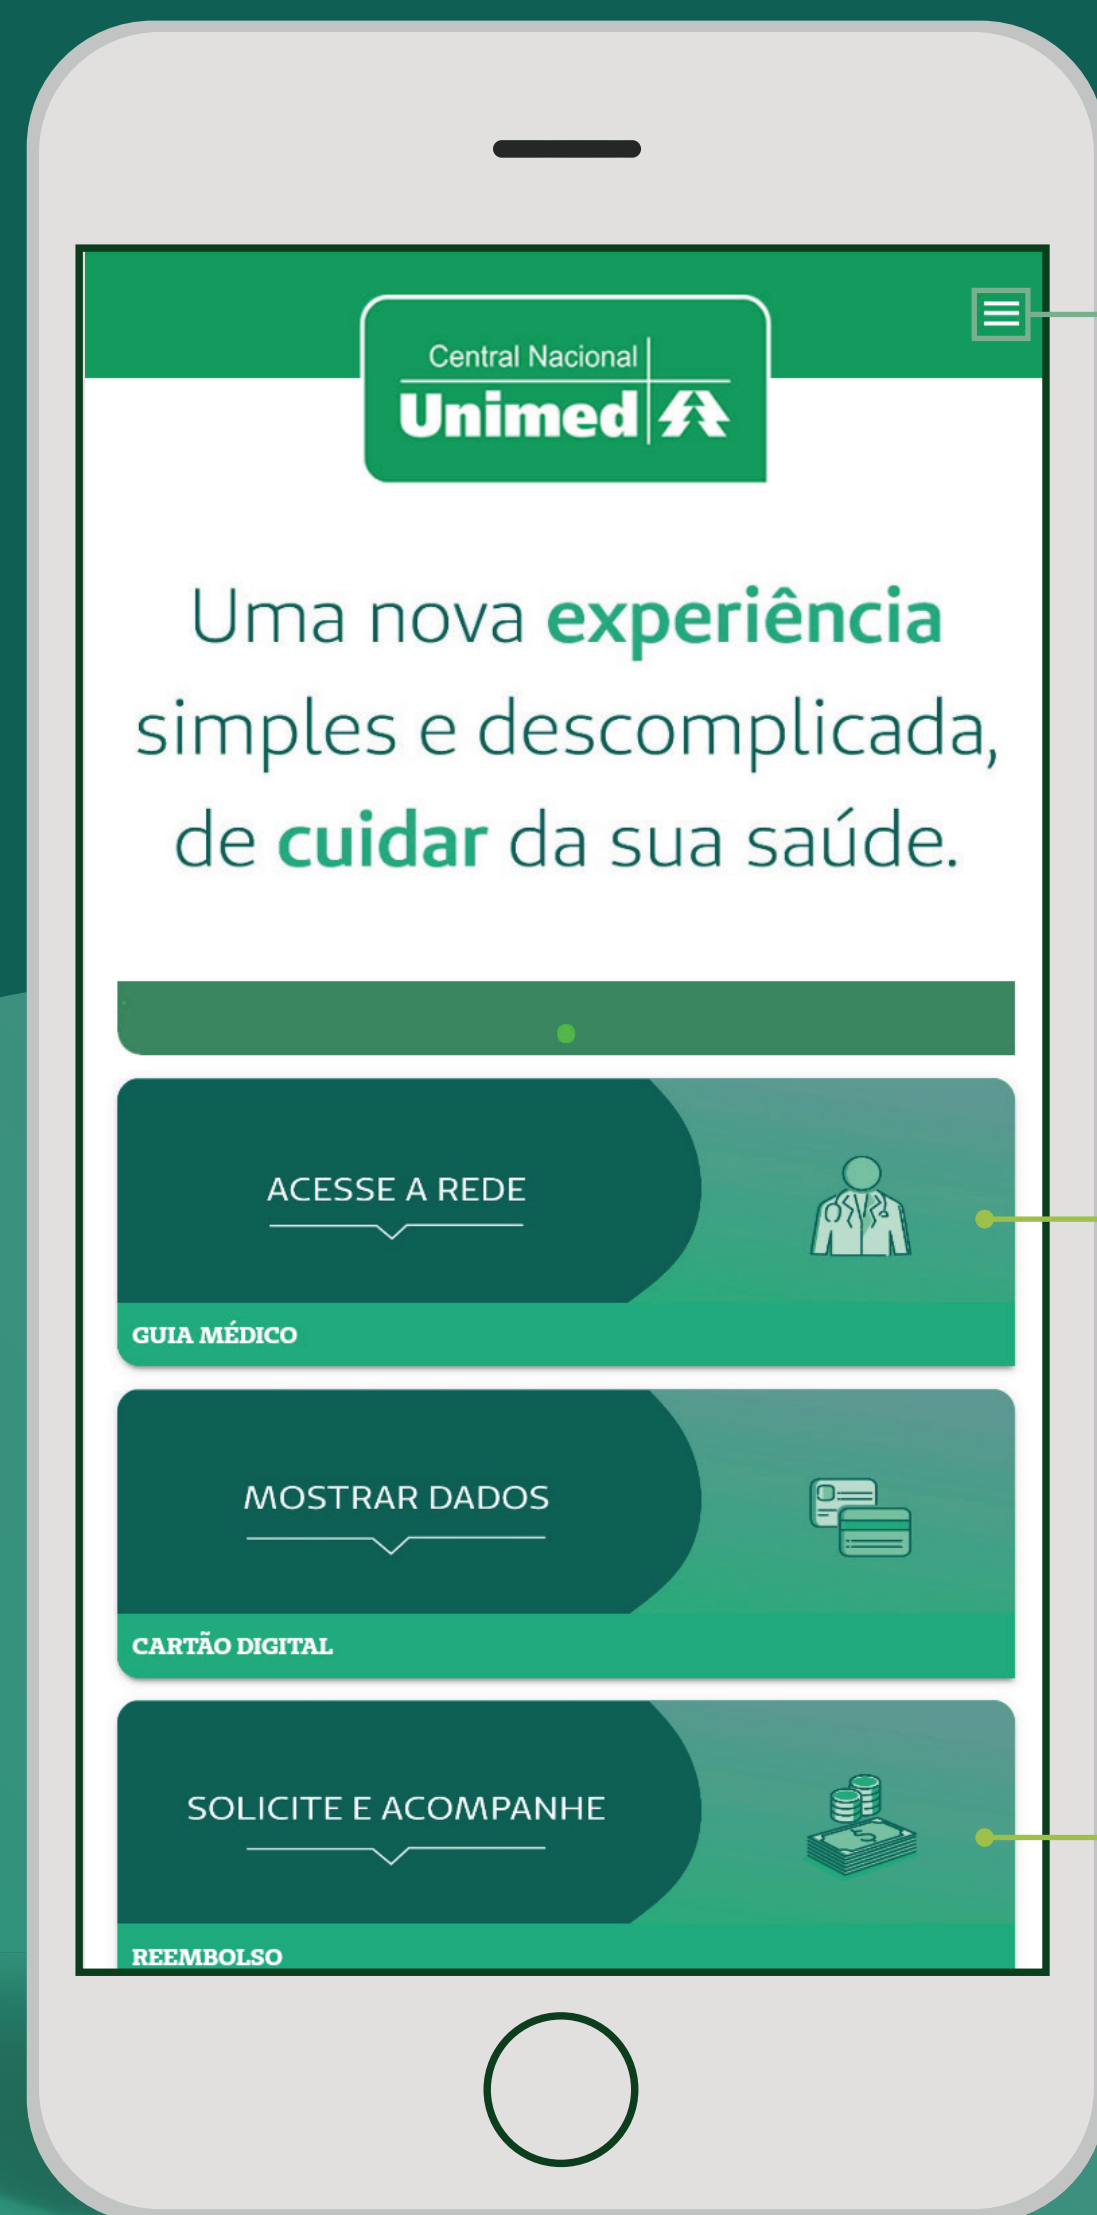 Central Nacional
Unimed
Uma nova experiência
simples e descomplicada,
de cuidar da sua saúde.
ACESSE A REDE
GUIA MÉDICO
MOSTRAR DADOS
CARTÃO DIGITAL
SOLICITE E ACOMPANHE
REEMBOLSO